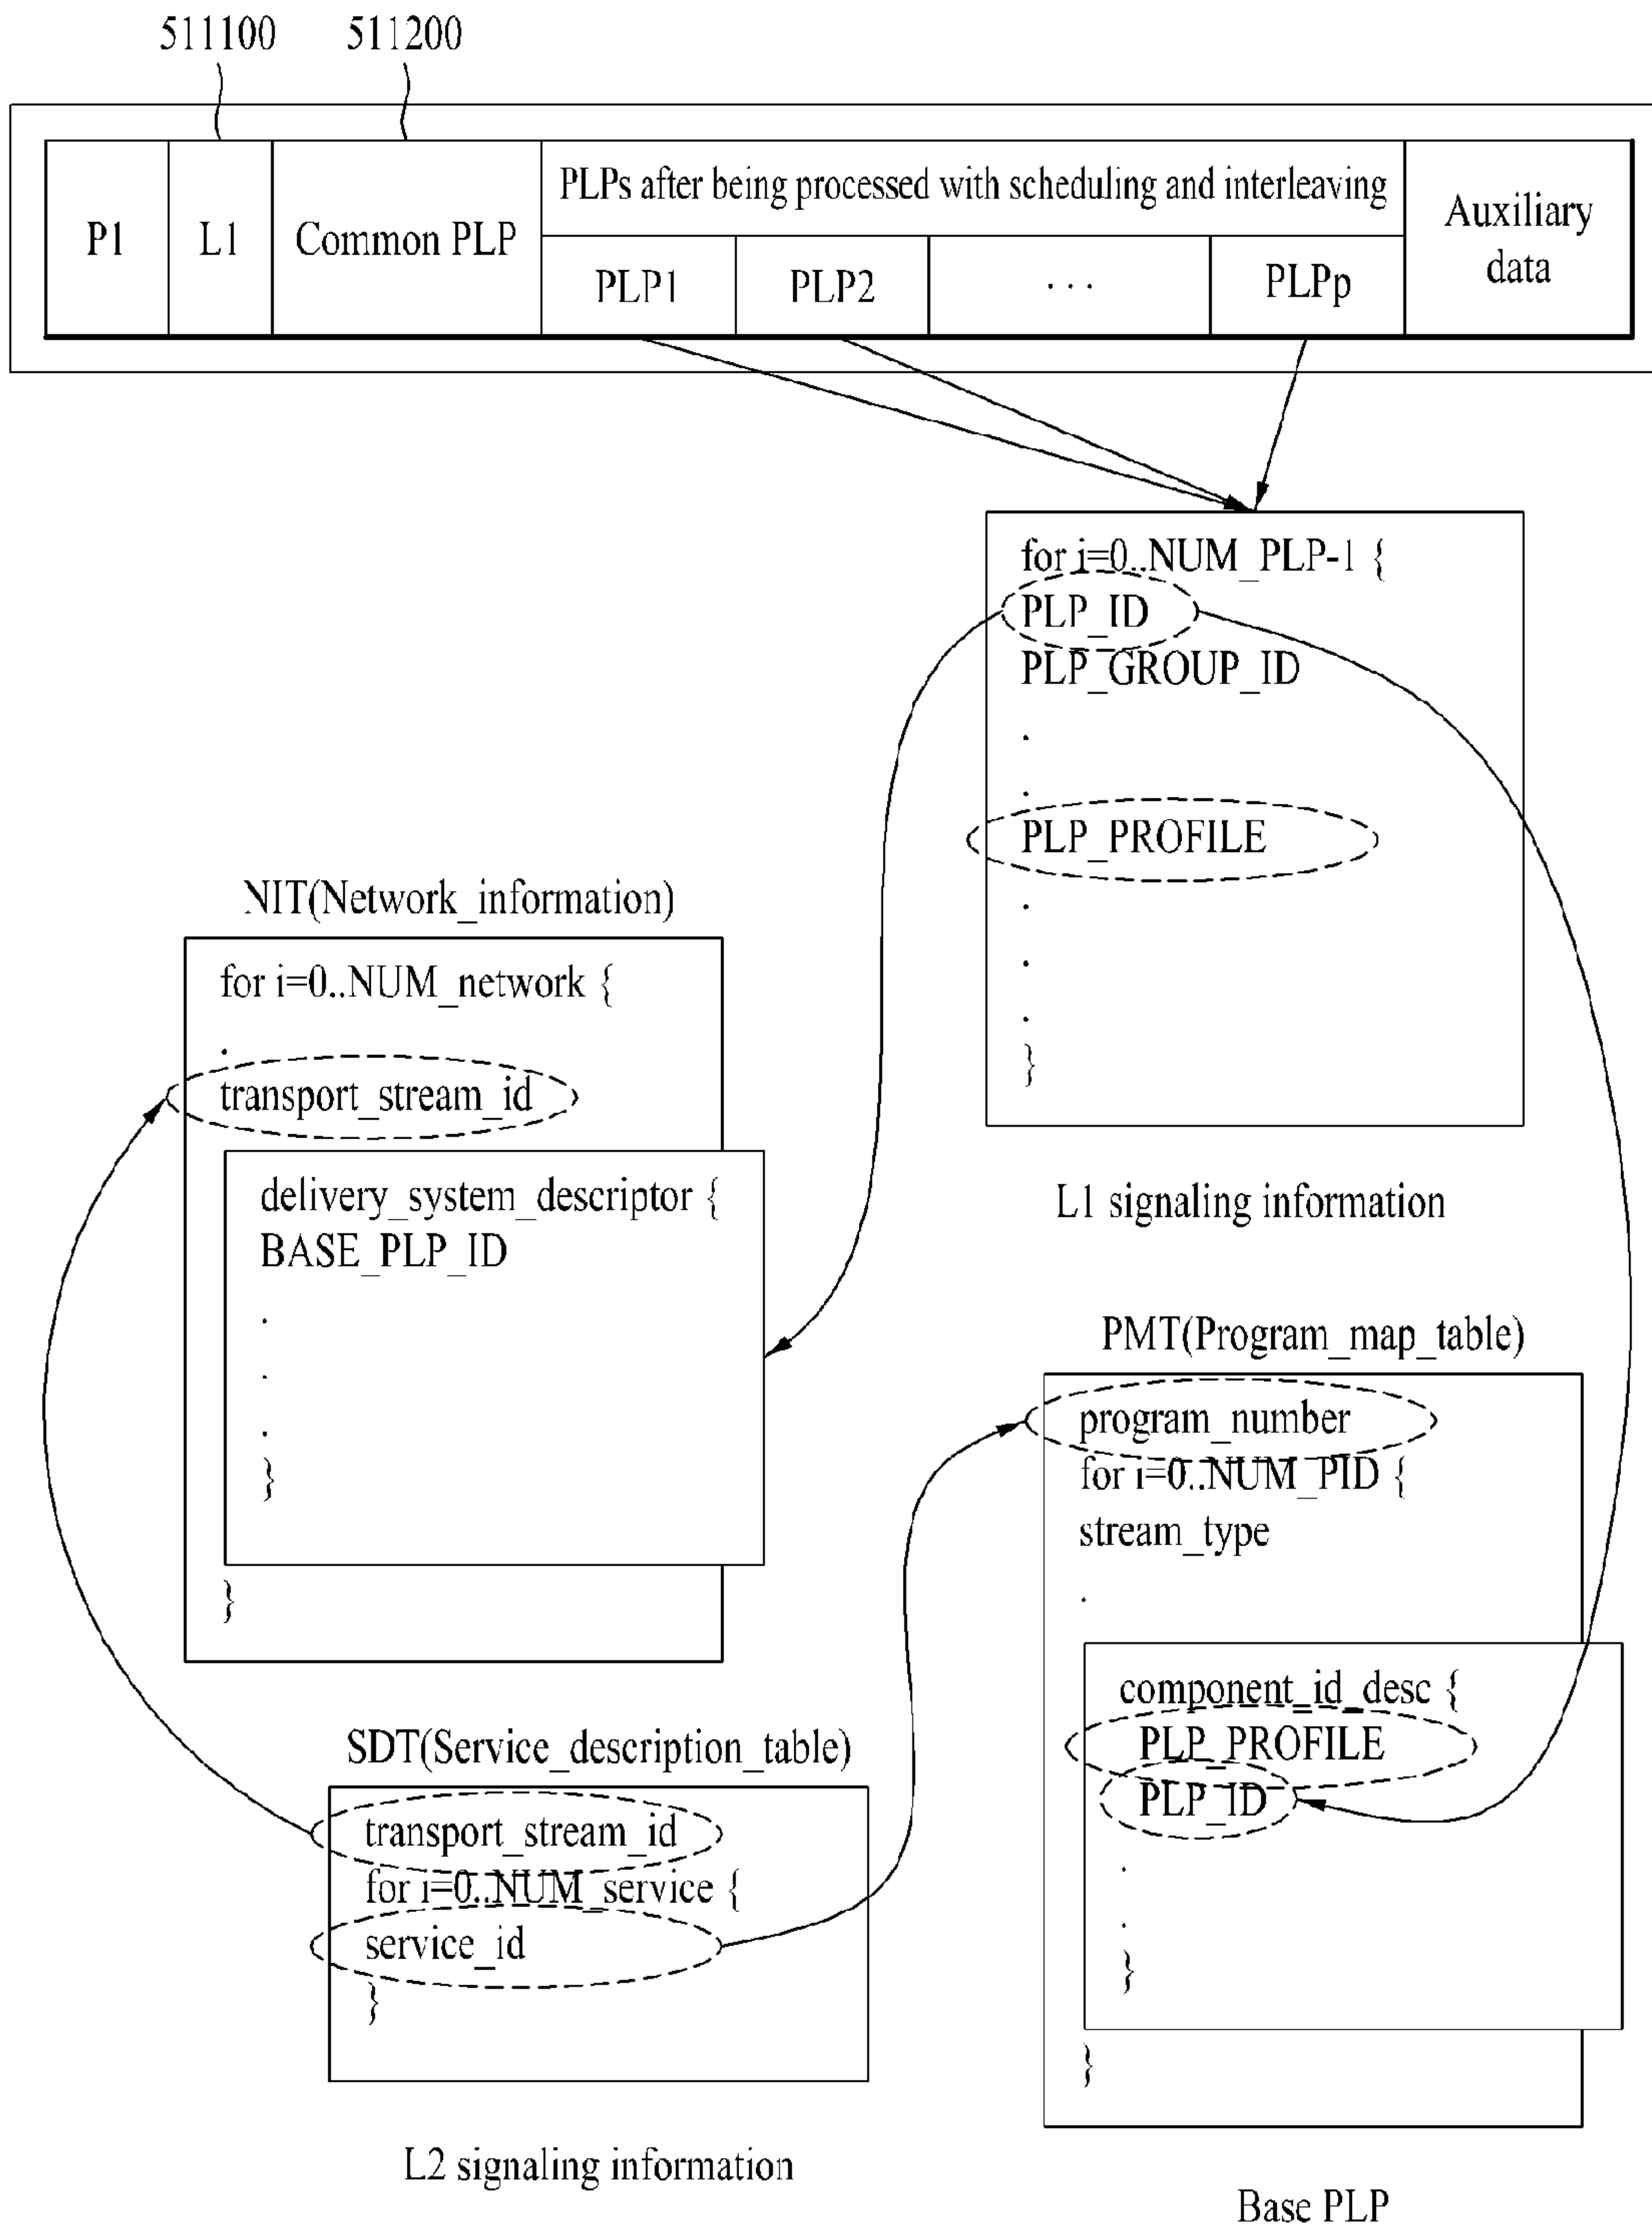 511100 511200
P1
L1
Common PLP
PLPs after being processed with scheduling and interleaving
PLP1
PLP2
. . .
PLPp
Auxiliary
data
for i=0..NUM_PLP-1 {
PLP_ID
PLP_GROUP_ID
.
.
PLP_PROFILE
.
.
.
}
L1 signaling information
NIT(Network_information)
for i=0..NUM_network {
.
transport_stream_id
delivery_system_descriptor {
BASE_PLP_ID
.
.
.
}
}
SDT(Service_description_table)
transport_stream_id
for i=0..NUM_service {
service_id
}
L2 signaling information
PMT(Program_map_table)
program_number
for i=0..NUM_PID {
stream_type
.
component_id_desc {
PLP_PROFILE
PLP_ID
.
.
}
}
Base PLP